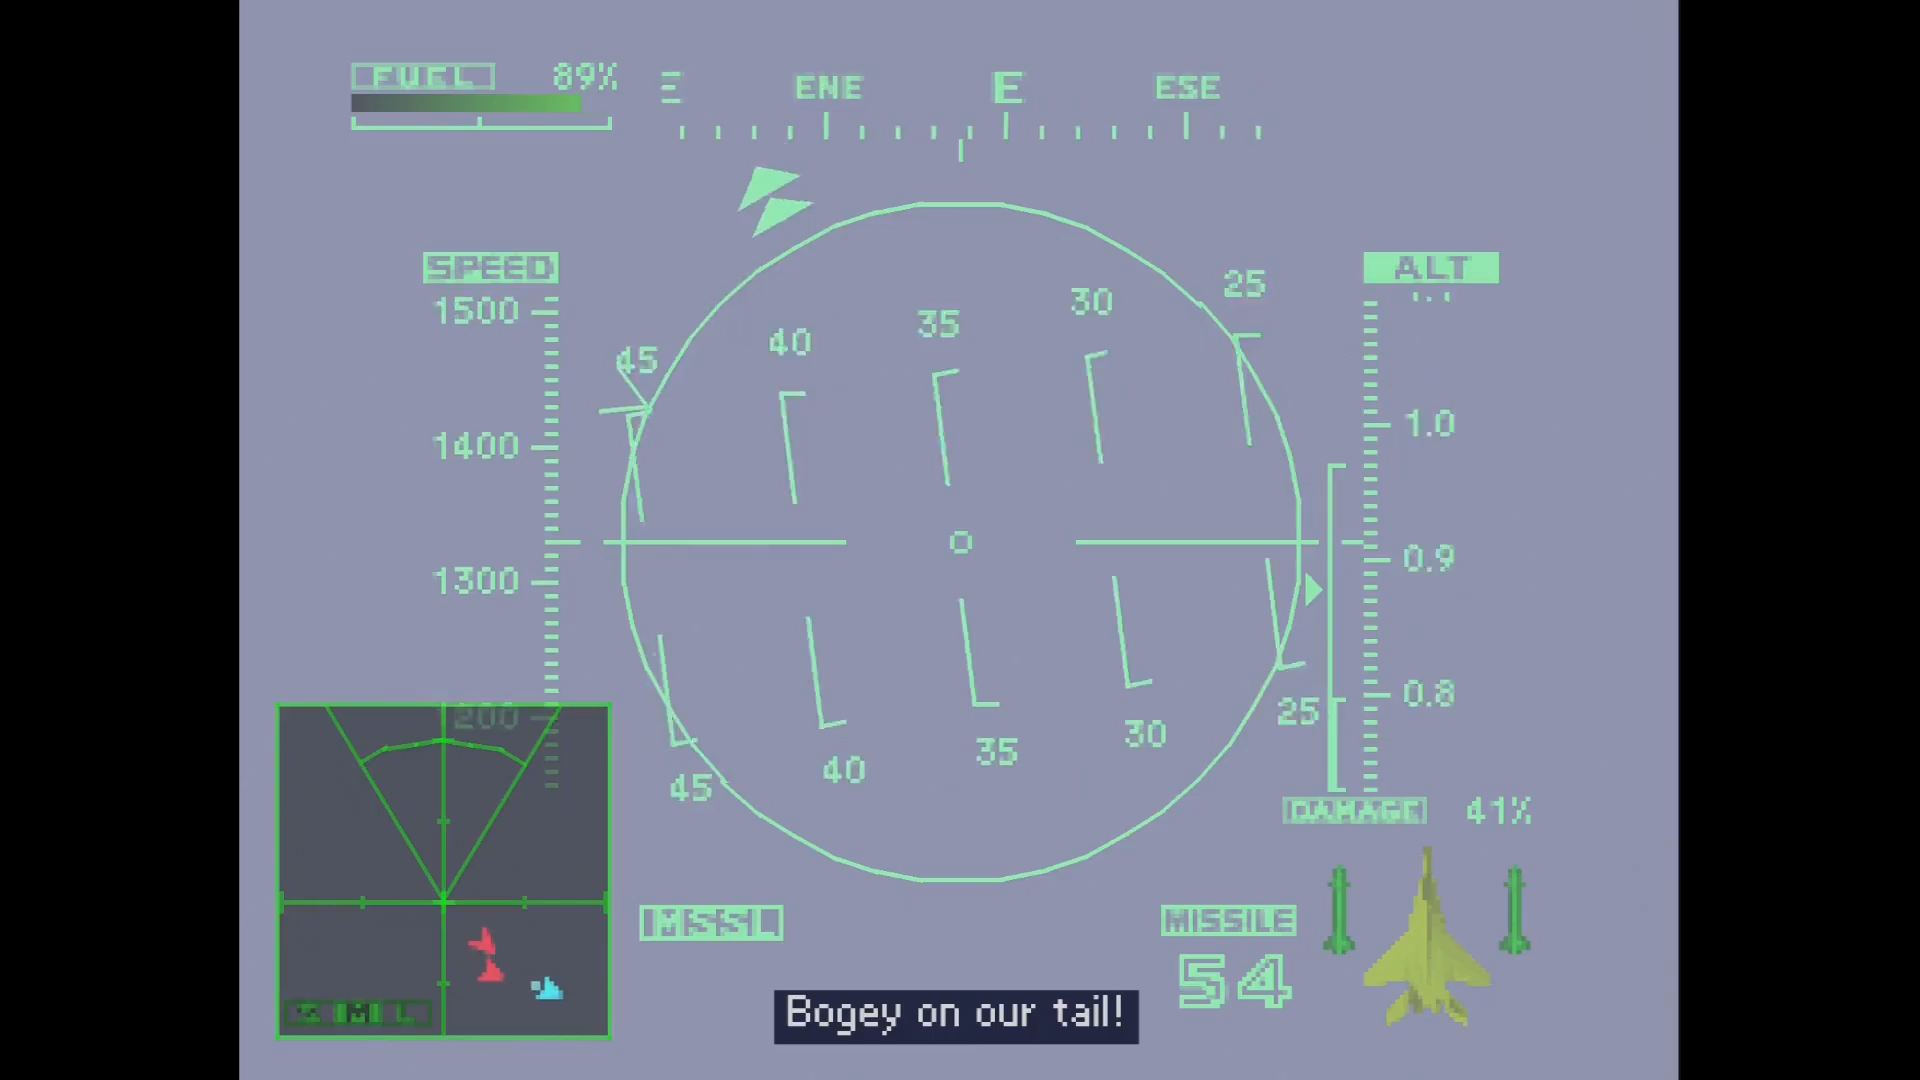 FUEL 89%
ENE E ESE
SPEED ALT
1500
1400
1300
200
1.0
0.9
0.8
45 40 35 30 25
45 40 35 30 25
DAMAGE 41%
MSSL
MISSILE
54
Bogey on our tail!